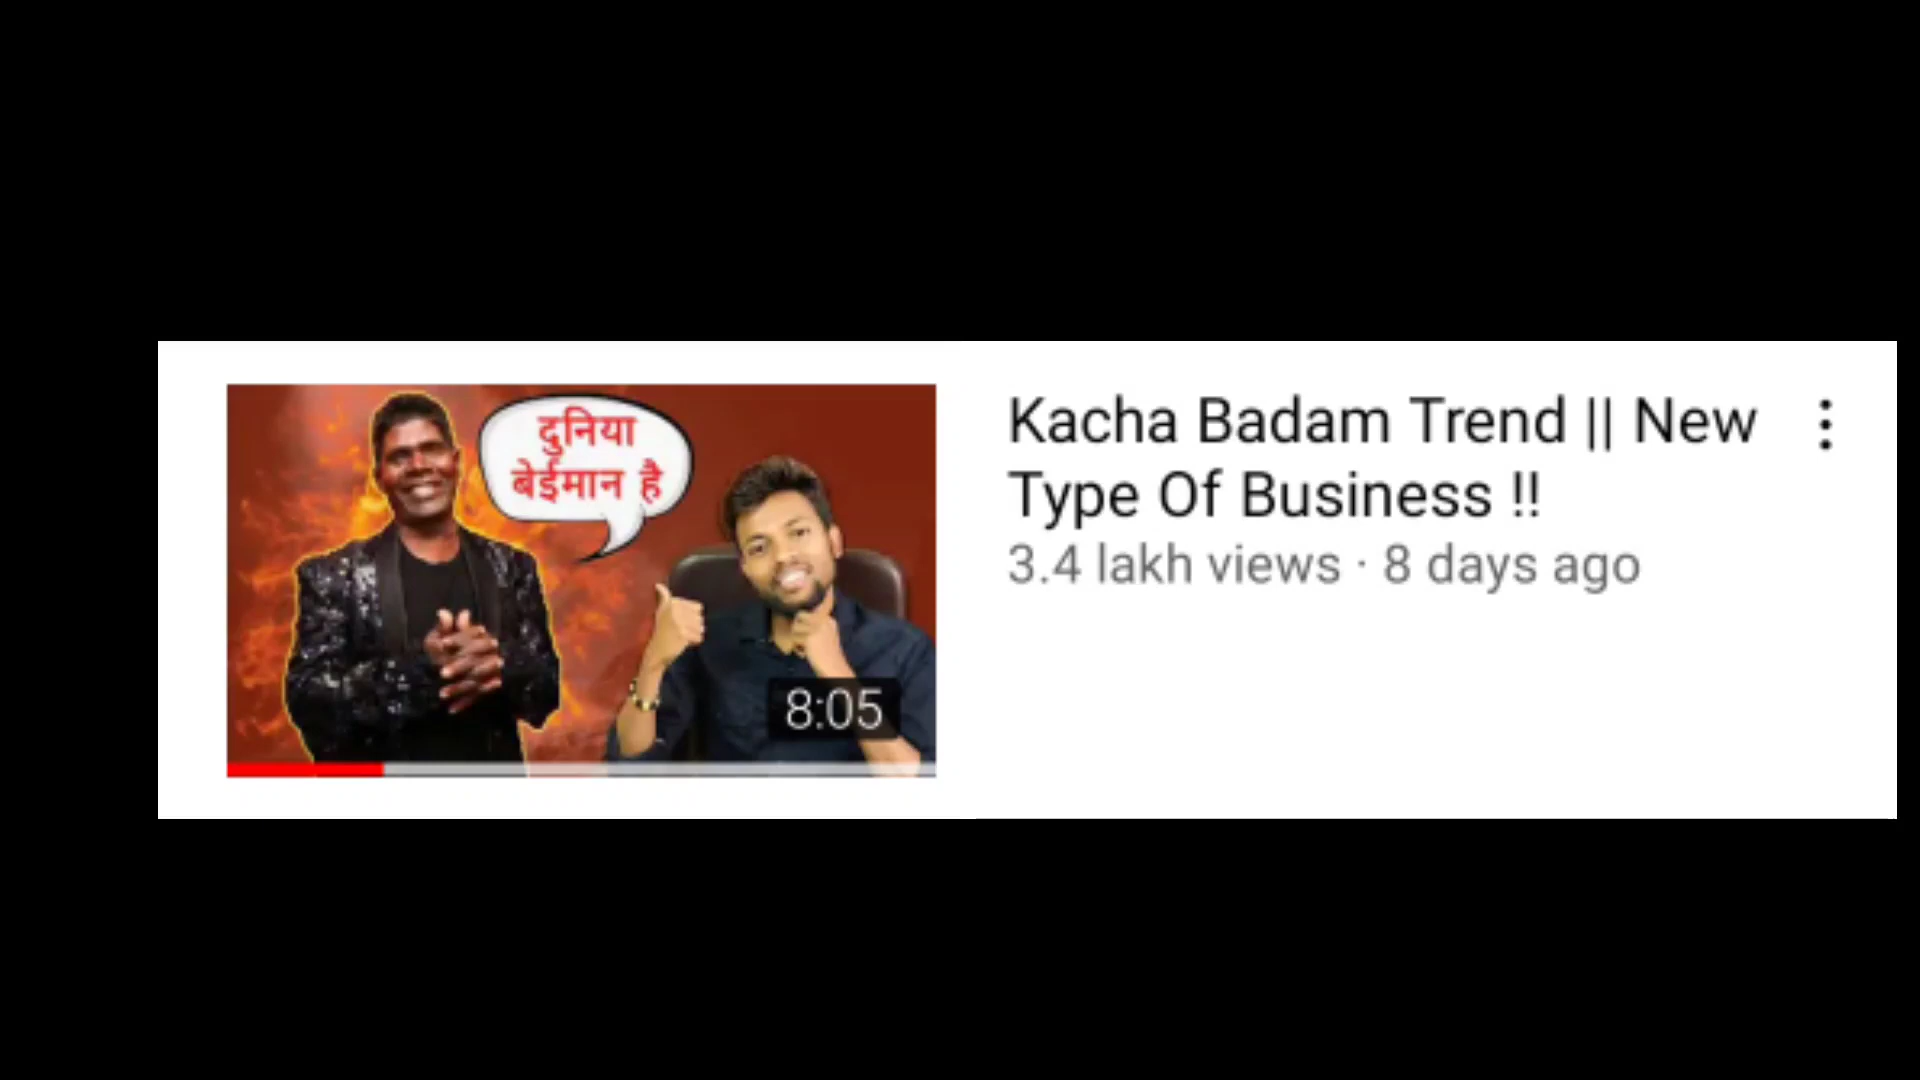 दुनिया
बेईमान है
8:05
Kacha Badam Trend || New
Type Of Business !!
3.4 lakh views · 8 days ago